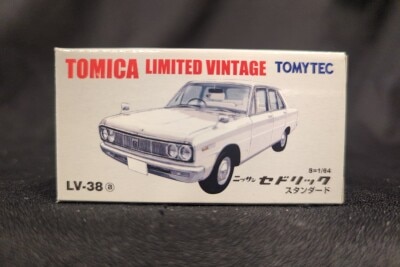 TOMICA LIMITED VINTAGE TOMYTEC
S=1/64
LV-38 ⓐ ニッサン セドリック
スタンダード